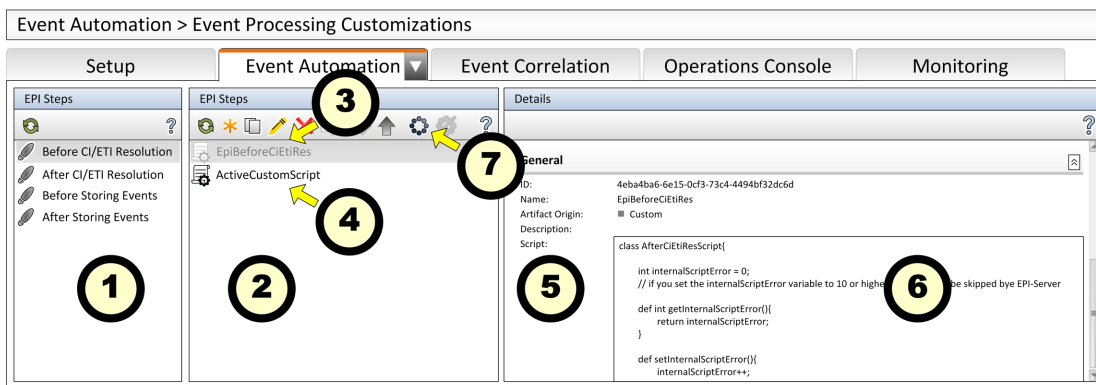 Event Automation > Event Processing Customizations
Setup
Event Automation
Event Correlation
Operations Console
Monitoring
EPI Steps
EPI Steps
Details
3
?
?
?
7
Before CI/ETI Resolution
After CI/ETI Resolution
Before Storing Events
After Storing Events
EpiBeforeCiEtiRes
ActiveCustomScript
4
1
2
General
ID: 4eba4ba6-6e15-0cf3-73c4-4494bf32dc6d
Name: EpiBeforeCiEtiRes
Artifact Origin: Custom
Description:
Script:
5
6
class AfterCiEtiResScript{
int internalScriptError = 0;
// if you set the internalScriptError variable to 10 or be skipped bye EPI-Server
def int getInternalScriptError(){
return internalScriptError;
}
def setInternalScriptError(){
internalScriptError++;